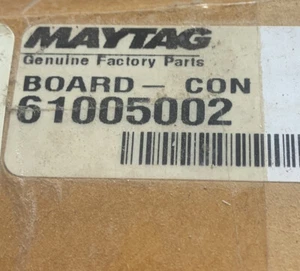 MAYTAG
Genuine Factory Parts
BOARD — CON
61005002